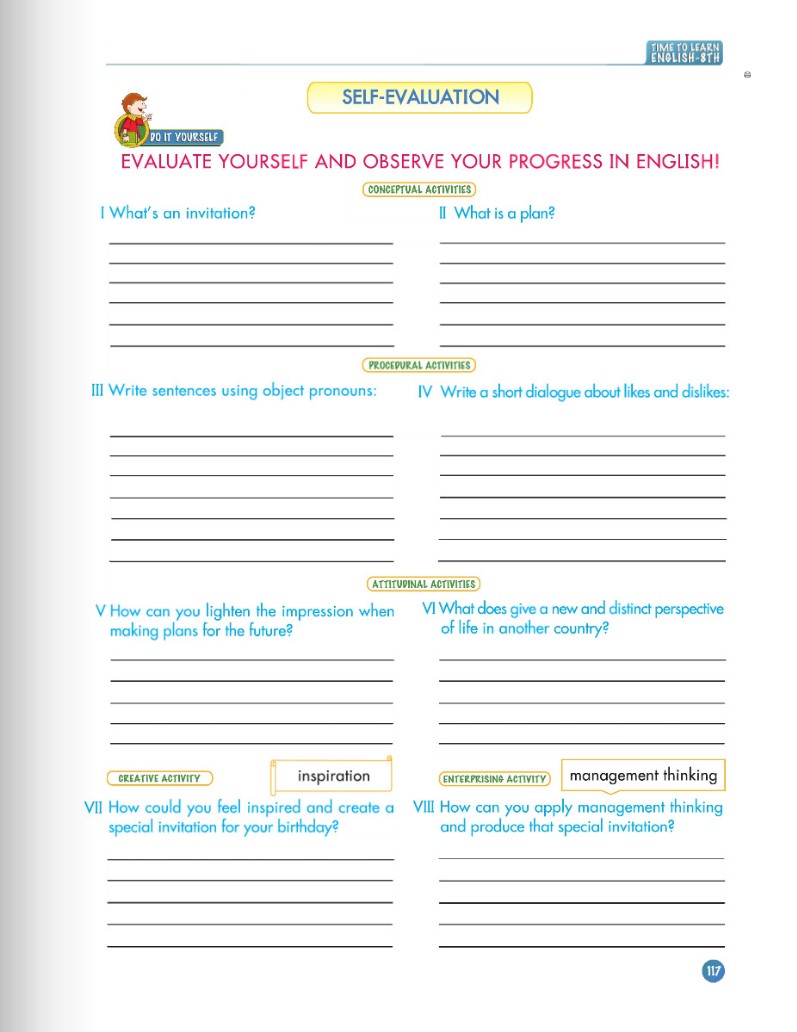 TIME TO LEARN
ENGLISH-8TH
SELF-EVALUATION
DO IT YOURSELF
EVALUATE YOURSELF AND OBSERVE YOUR PROGRESS IN ENGLISH!
CONCEPTUAL ACTIVITIES
I What's an invitation?
II What is a plan?
PROCEDURAL ACTIVITIES
III Write sentences using object pronouns:
IV Write a short dialogue about likes and dislikes:
ATTITUDINAL ACTIVITIES
V How can you lighten the impression when
making plans for the future?
VI What does give a new and distinct perspective
of life in another country?
CREATIVE ACTIVITY
inspiration
VII How could you feel inspired and create a
special invitation for your birthday?
ENTERPRISING ACTIVITY
management thinking
VIII How can you apply management thinking
and produce that special invitation?
117